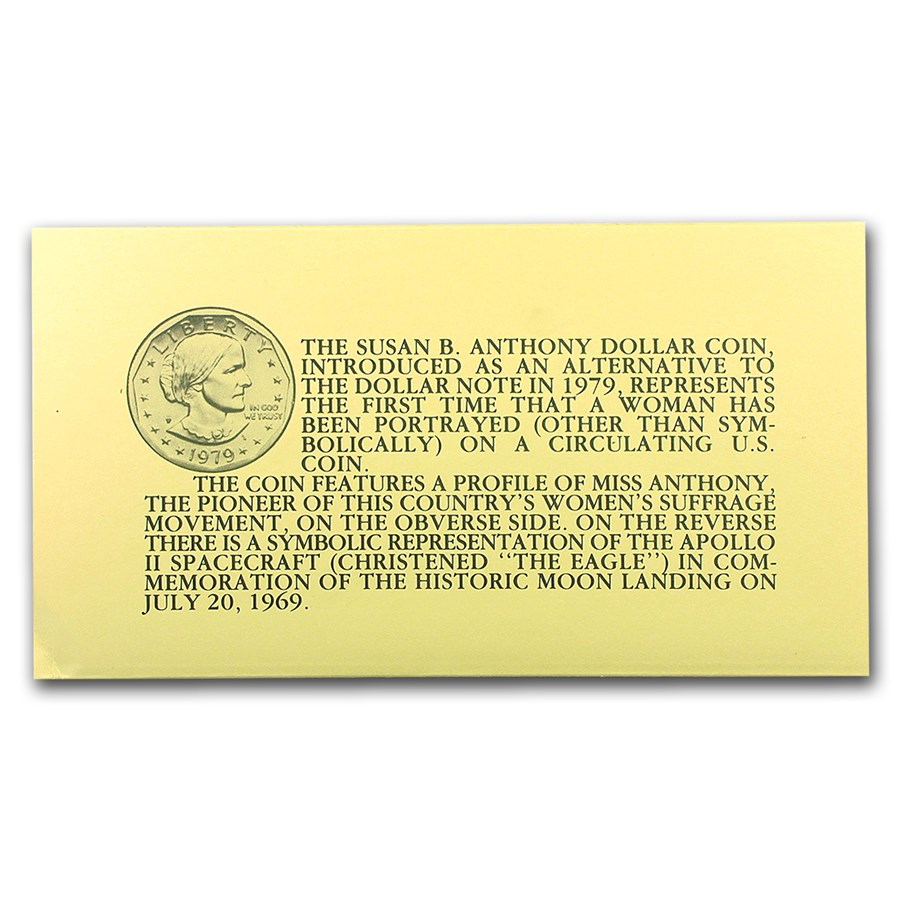 LIBERTY
IN GOD
WE TRUST
1979
THE SUSAN B. ANTHONY DOLLAR COIN,
INTRODUCED AS AN ALTERNATIVE TO
THE DOLLAR NOTE IN 1979, REPRESENTS
THE FIRST TIME THAT A WOMAN HAS
BEEN PORTRAYED (OTHER THAN SYM-
BOLICALLY) ON A CIRCULATING U.S.
COIN.
THE COIN FEATURES A PROFILE OF MISS ANTHONY,
THE PIONEER OF THIS COUNTRY'S WOMEN'S SUFFRAGE
MOVEMENT, ON THE OBVERSE SIDE. ON THE REVERSE
THERE IS A SYMBOLIC REPRESENTATION OF THE APOLLO
II SPACECRAFT (CHRISTENED "THE EAGLE") IN COM-
MEMORATION OF THE HISTORIC MOON LANDING ON
JULY 20, 1969.